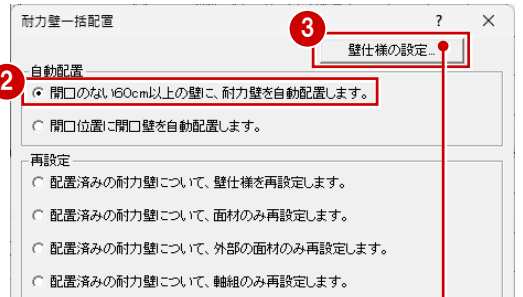 耐力壁一括配置 ? ×
3
壁仕様の設定...
自動配置
2
開口のない60cm以上の壁に、耐力壁を自動配置します。
開口位置に開口壁を自動配置します。
再設定
配置済みの耐力壁について、壁仕様を再設定します。
配置済みの耐力壁について、面材のみ再設定します。
配置済みの耐力壁について、外部の面材のみ再設定します。
配置済みの耐力壁について、軸組のみ再設定します。